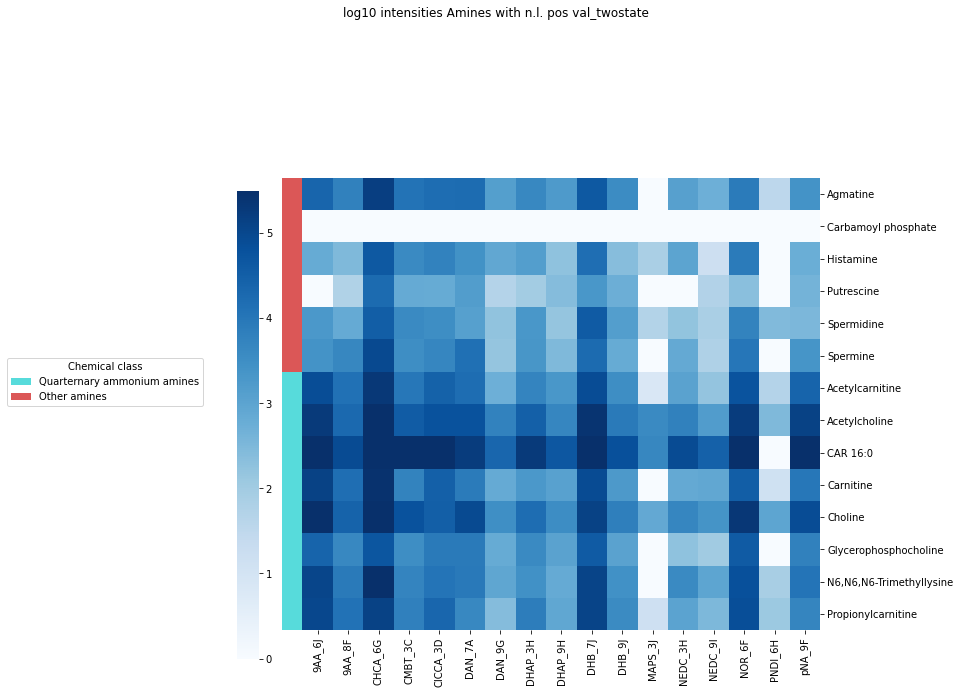 log10 intensities Amines with n.l. pos val_twostate
Agmatine
Carbamoyl phosphate
Histamine
Putrescine
Spermidine
Spermine
Acetylcarnitine
Acetylcholine
CAR 16:0
Carnitine
Choline
Glycerophosphocholine
N6,N6,N6-Trimethyllysine
Propionylcarnitine
5
4
3
2
1
0
Chemical class
Quarternary ammonium amines
Other amines
9AA_6J
9AA_8F
CHCA_6G
CMBT_3C
ClCCA_3D
DAN_7A
DAN_9G
DHAP_3H
DHAP_9H
DHB_7J
DHB_9J
MAPS_3J
NEDC_3H
NEDC_9I
NOR_6F
PNDI_6H
pNA_9F